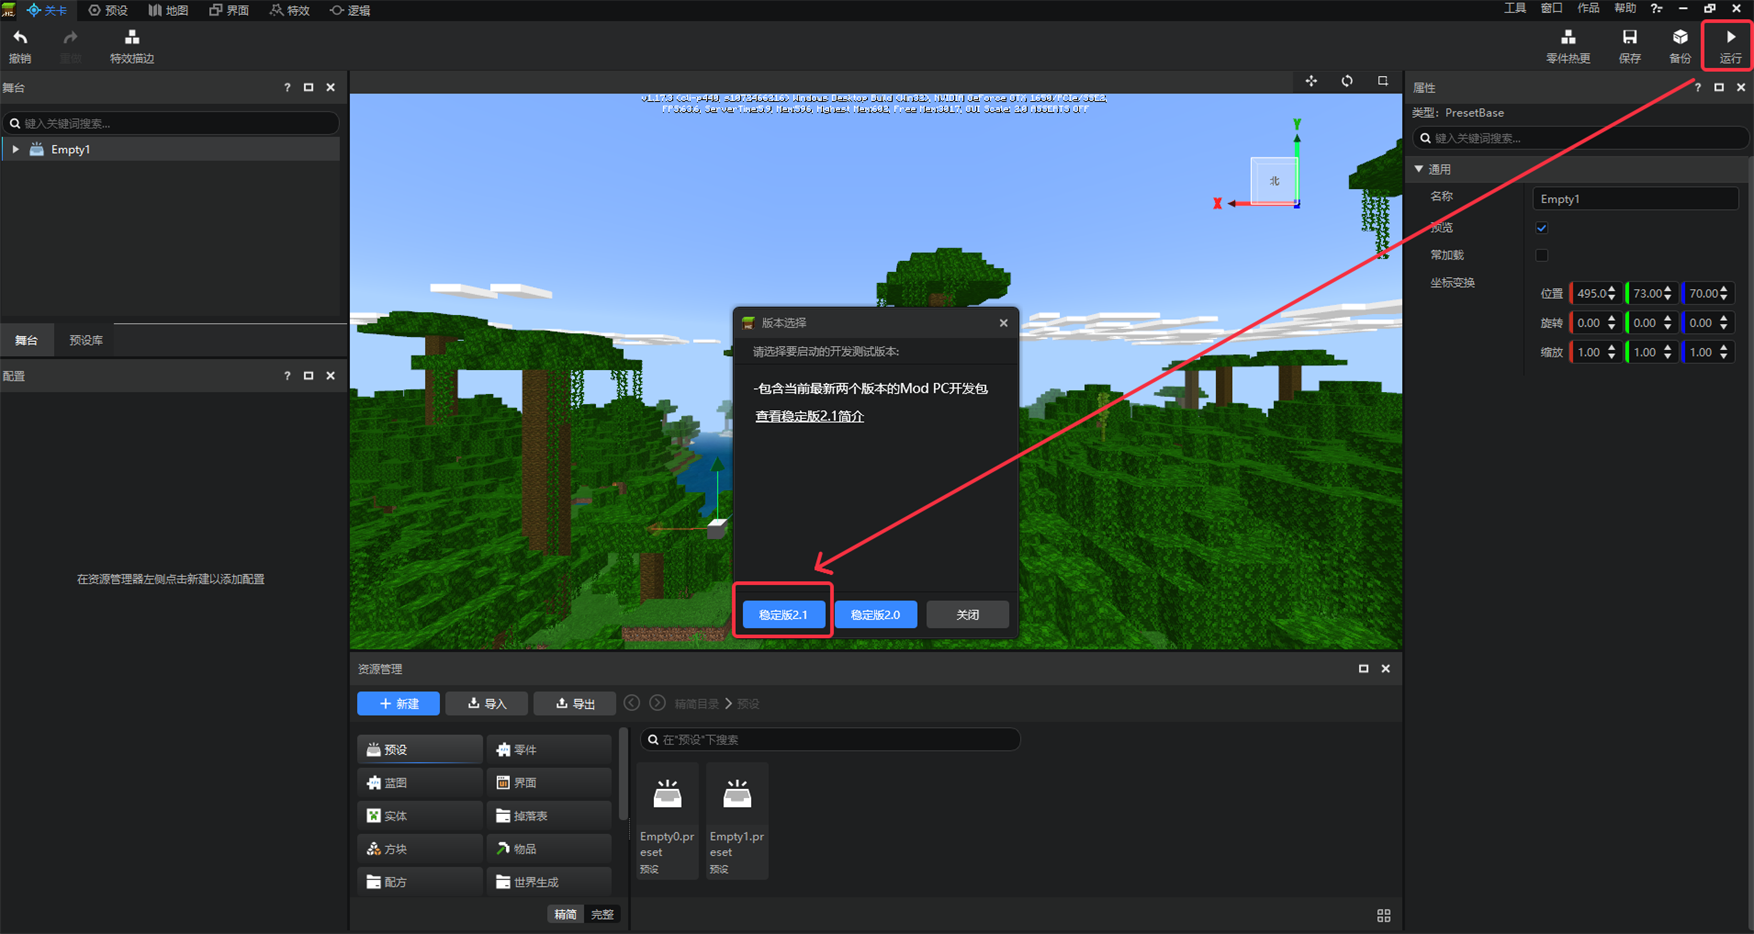 关卡 预设 地图 界面 特效 逻辑
工具 窗口 作品 帮助
撤销 重做 特效描边
零件热更 保存 备份 运行
舞台
键入关键词搜索...
Empty1
舞台 预设库
配置
在资源管理器左侧点击新建以添加配置
Y
X
北
版本选择
请选择要启动的开发测试版本:
-包含当前最新两个版本的Mod PC开发包
查看稳定版2.1简介
稳定版2.1 稳定版2.0 关闭
属性
类型: PresetBase
键入关键词搜索...
通用
名称 Empty1
预览
常加载
坐标变换
位置 495.0 73.00 70.00
旋转 0.00 0.00 0.00
缩放 1.00 1.00 1.00
资源管理
新建 导入 导出 精简目录 预设
预设 零件
蓝图 界面
实体 掉落表
方块 物品
配方 世界生成
精简 完整
在"预设"下搜索
Empty0.pr
eset
预设
Empty1.pr
eset
预设